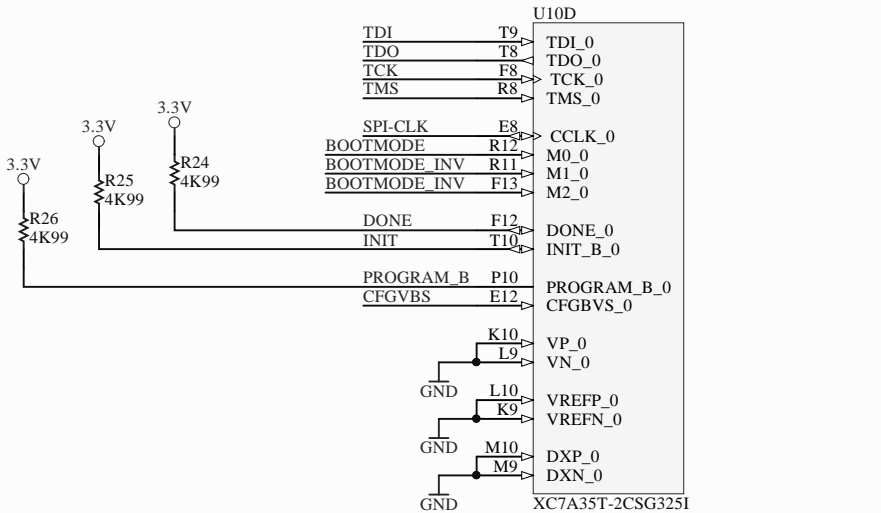 U10D
TDI T9 TDI_0
TDO T8 TDO_0
TCK F8 TCK_0
TMS R8 TMS_0
3.3V
SPI-CLK E8 CCLK_0
3.3V
BOOTMODE R12 M0_0
R24
BOOTMODE_INV R11 M1_0
3.3V
R25
4K99
BOOTMODE_INV F13 M2_0
4K99
R26
DONE F12 DONE_0
4K99
INIT T10 INIT_B_0
PROGRAM_B P10 PROGRAM_B_0
CFGVBS E12 CFGBVS_0
K10 VP_0
L9 VN_0
GND
L10 VREFP_0
K9 VREFN_0
GND
M10 DXP_0
M9 DXN_0
GND
XC7A35T-2CSG325I